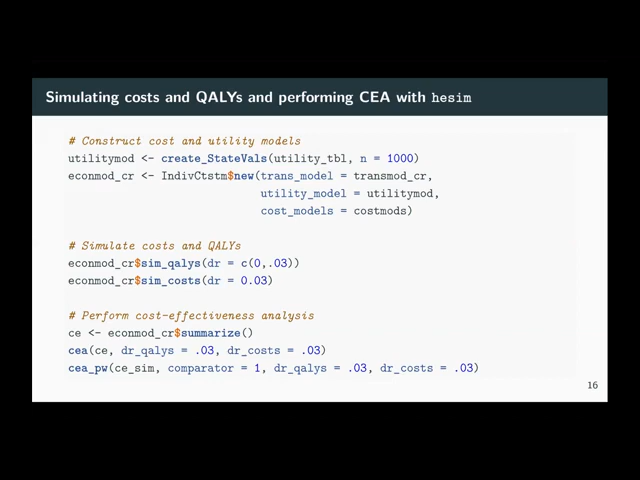 Simulating costs and QALYs and performing CEA with hesim
# Construct cost and utility models
utilitymod <- create_StateVals(utility_tbl, n = 1000)
econmod_cr <- IndivCtstm$new(trans_model = transmod_cr,
utility_model = utilitymod,
cost_models = costmods)
# Simulate costs and QALYs
econmod_cr$sim_qalys(dr = c(0,.03))
econmod_cr$sim_costs(dr = 0.03)
# Perform cost-effectiveness analysis
ce <- econmod_cr$summarize()
cea(ce, dr_qalys = .03, dr_costs = .03)
cea_pw(ce_sim, comparator = 1, dr_qalys = .03, dr_costs = .03)
16